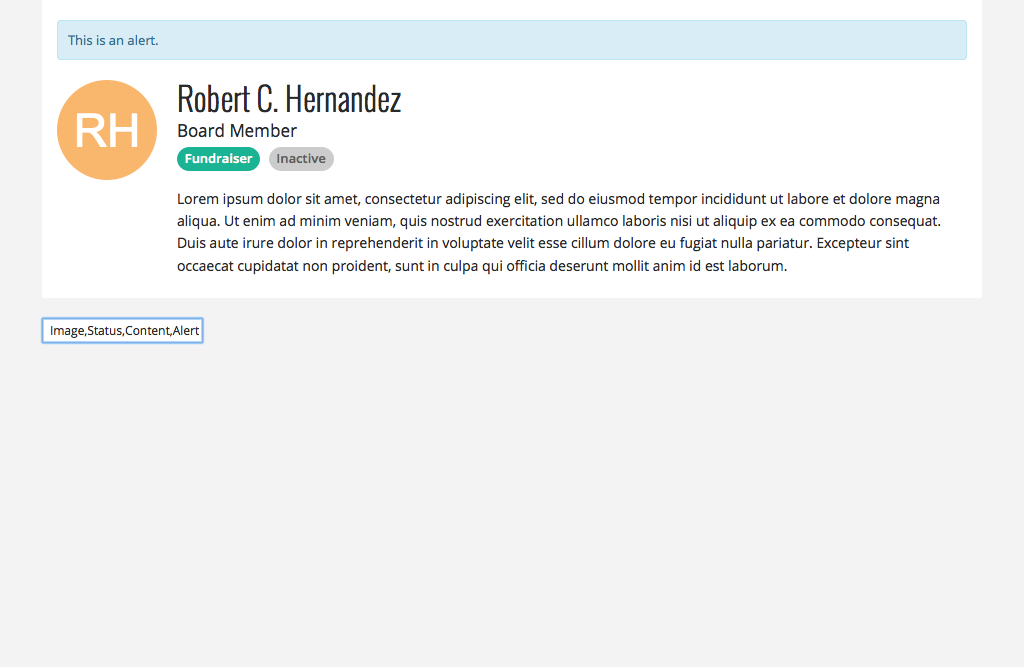 This is an alert.
RH
Robert C. Hernandez
Board Member
Fundraiser Inactive
Lorem ipsum dolor sit amet, consectetur adipiscing elit, sed do eiusmod tempor incididunt ut labore et dolore magna
aliqua. Ut enim ad minim veniam, quis nostrud exercitation ullamco laboris nisi ut aliquip ex ea commodo consequat.
Duis aute irure dolor in reprehenderit in voluptate velit esse cillum dolore eu fugiat nulla pariatur. Excepteur sint
occaecat cupidatat non proident, sunt in culpa qui officia deserunt mollit anim id est laborum.
Image,Status,Content,Alert